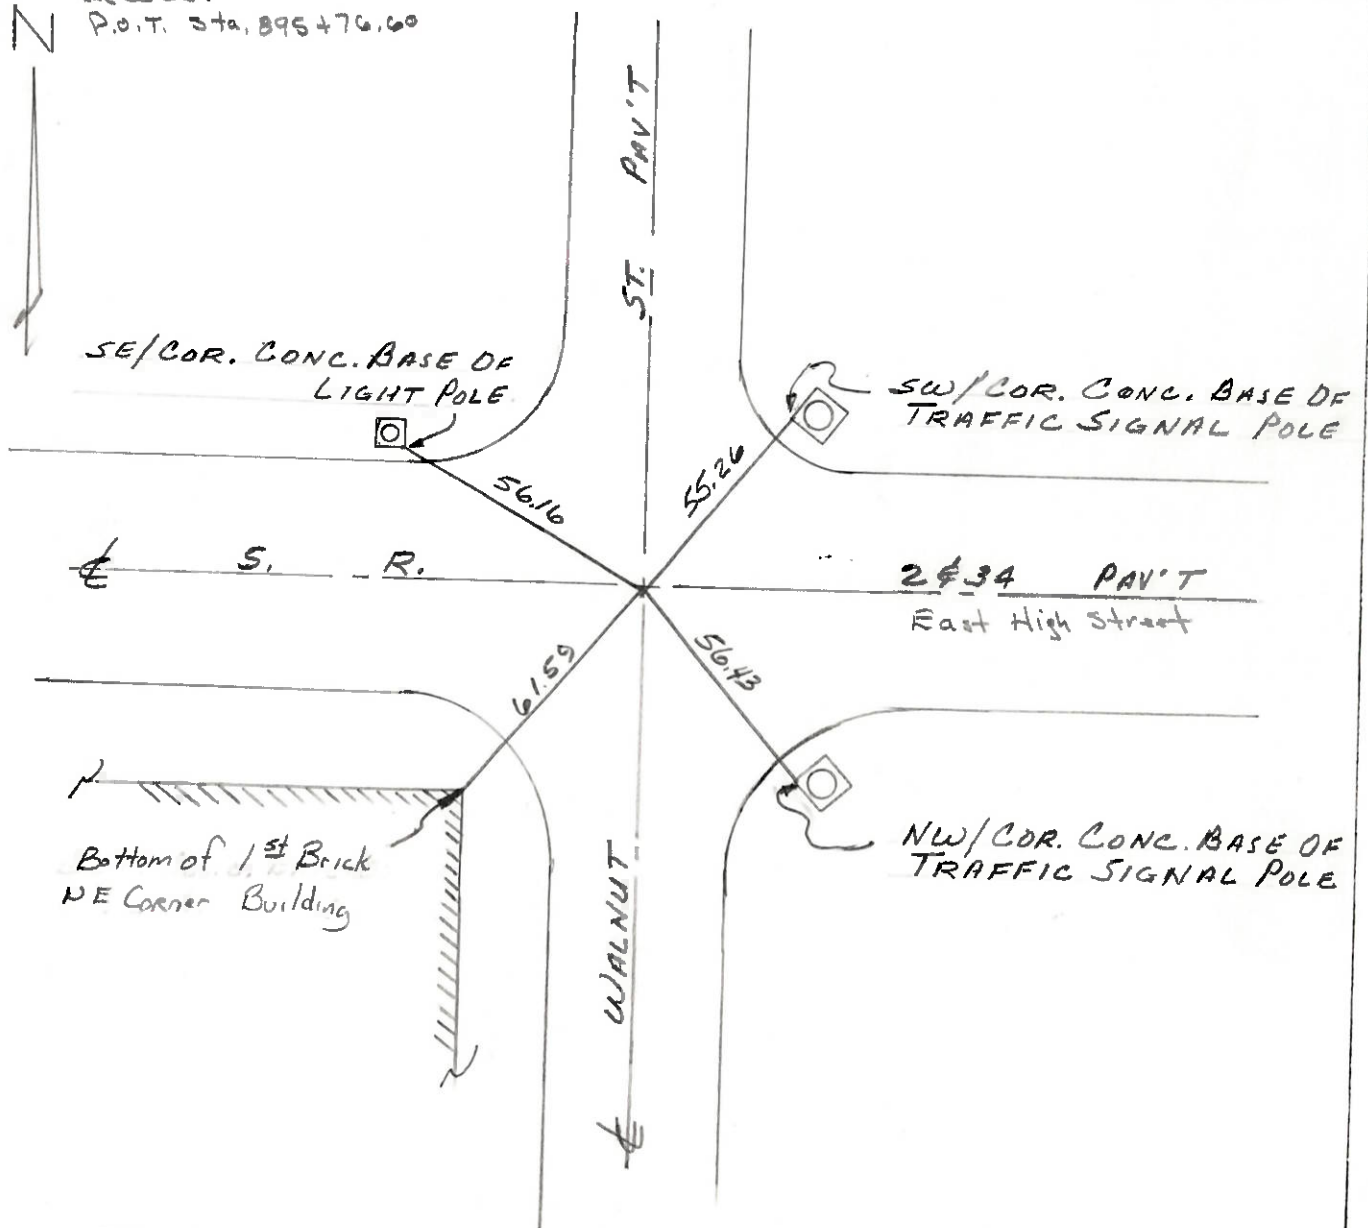 N
P.O.T. Sta. 895+76.60
ST. PAV'T
SE/COR. CONC. BASE OF
LIGHT POLE
SW/COR. CONC. BASE OF
TRAFFIC SIGNAL POLE
56.16
55.26
℄ S. R. 2 & 34 PAV'T
East High Street
61.59
56.43
Bottom of 1st Brick
NE Corner Building
NW/COR. CONC. BASE OF
TRAFFIC SIGNAL POLE
℄ WALNUT